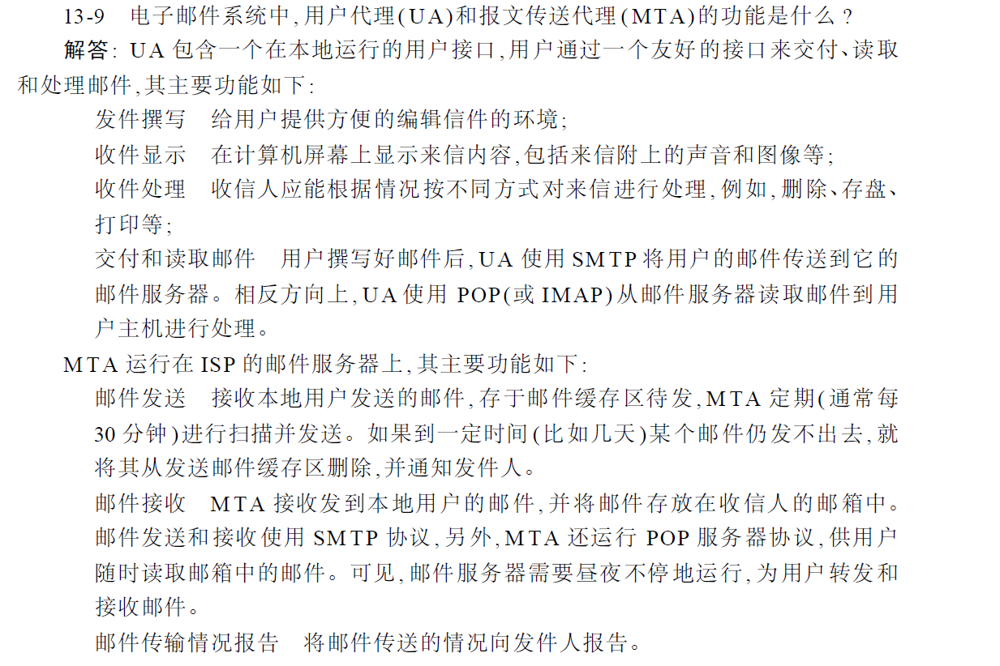 13-9 电子邮件系统中,用户代理(UA)和报文传送代理(MTA)的功能是什么?
解答: UA 包含一个在本地运行的用户接口,用户通过一个友好的接口来交付、读取
和处理邮件,其主要功能如下:
发件撰写 给用户提供方便的编辑信件的环境;
收件显示 在计算机屏幕上显示来信内容,包括来信附上的声音和图像等;
收件处理 收信人应能根据情况按不同方式对来信进行处理,例如,删除、存盘、
打印等;
交付和读取邮件 用户撰写好邮件后,UA 使用 SMTP 将用户的邮件传送到它的
邮件服务器。相反方向上,UA 使用 POP(或 IMAP)从邮件服务器读取邮件到用
户主机进行处理。
MTA 运行在 ISP 的邮件服务器上,其主要功能如下:
邮件发送 接收本地用户发送的邮件,存于邮件缓存区待发,MTA 定期(通常每
30 分钟)进行扫描并发送。如果到一定时间(比如几天)某个邮件仍发不出去,就
将其从发送邮件缓存区删除,并通知发件人。
邮件接收 MTA 接收发到本地用户的邮件,并将邮件存放在收信人的邮箱中。
邮件发送和接收使用 SMTP 协议,另外,MTA 还运行 POP 服务器协议,供用户
随时读取邮箱中的邮件。可见,邮件服务器需要昼夜不停地运行,为用户转发和
接收邮件。
邮件传输情况报告 将邮件传送的情况向发件人报告。